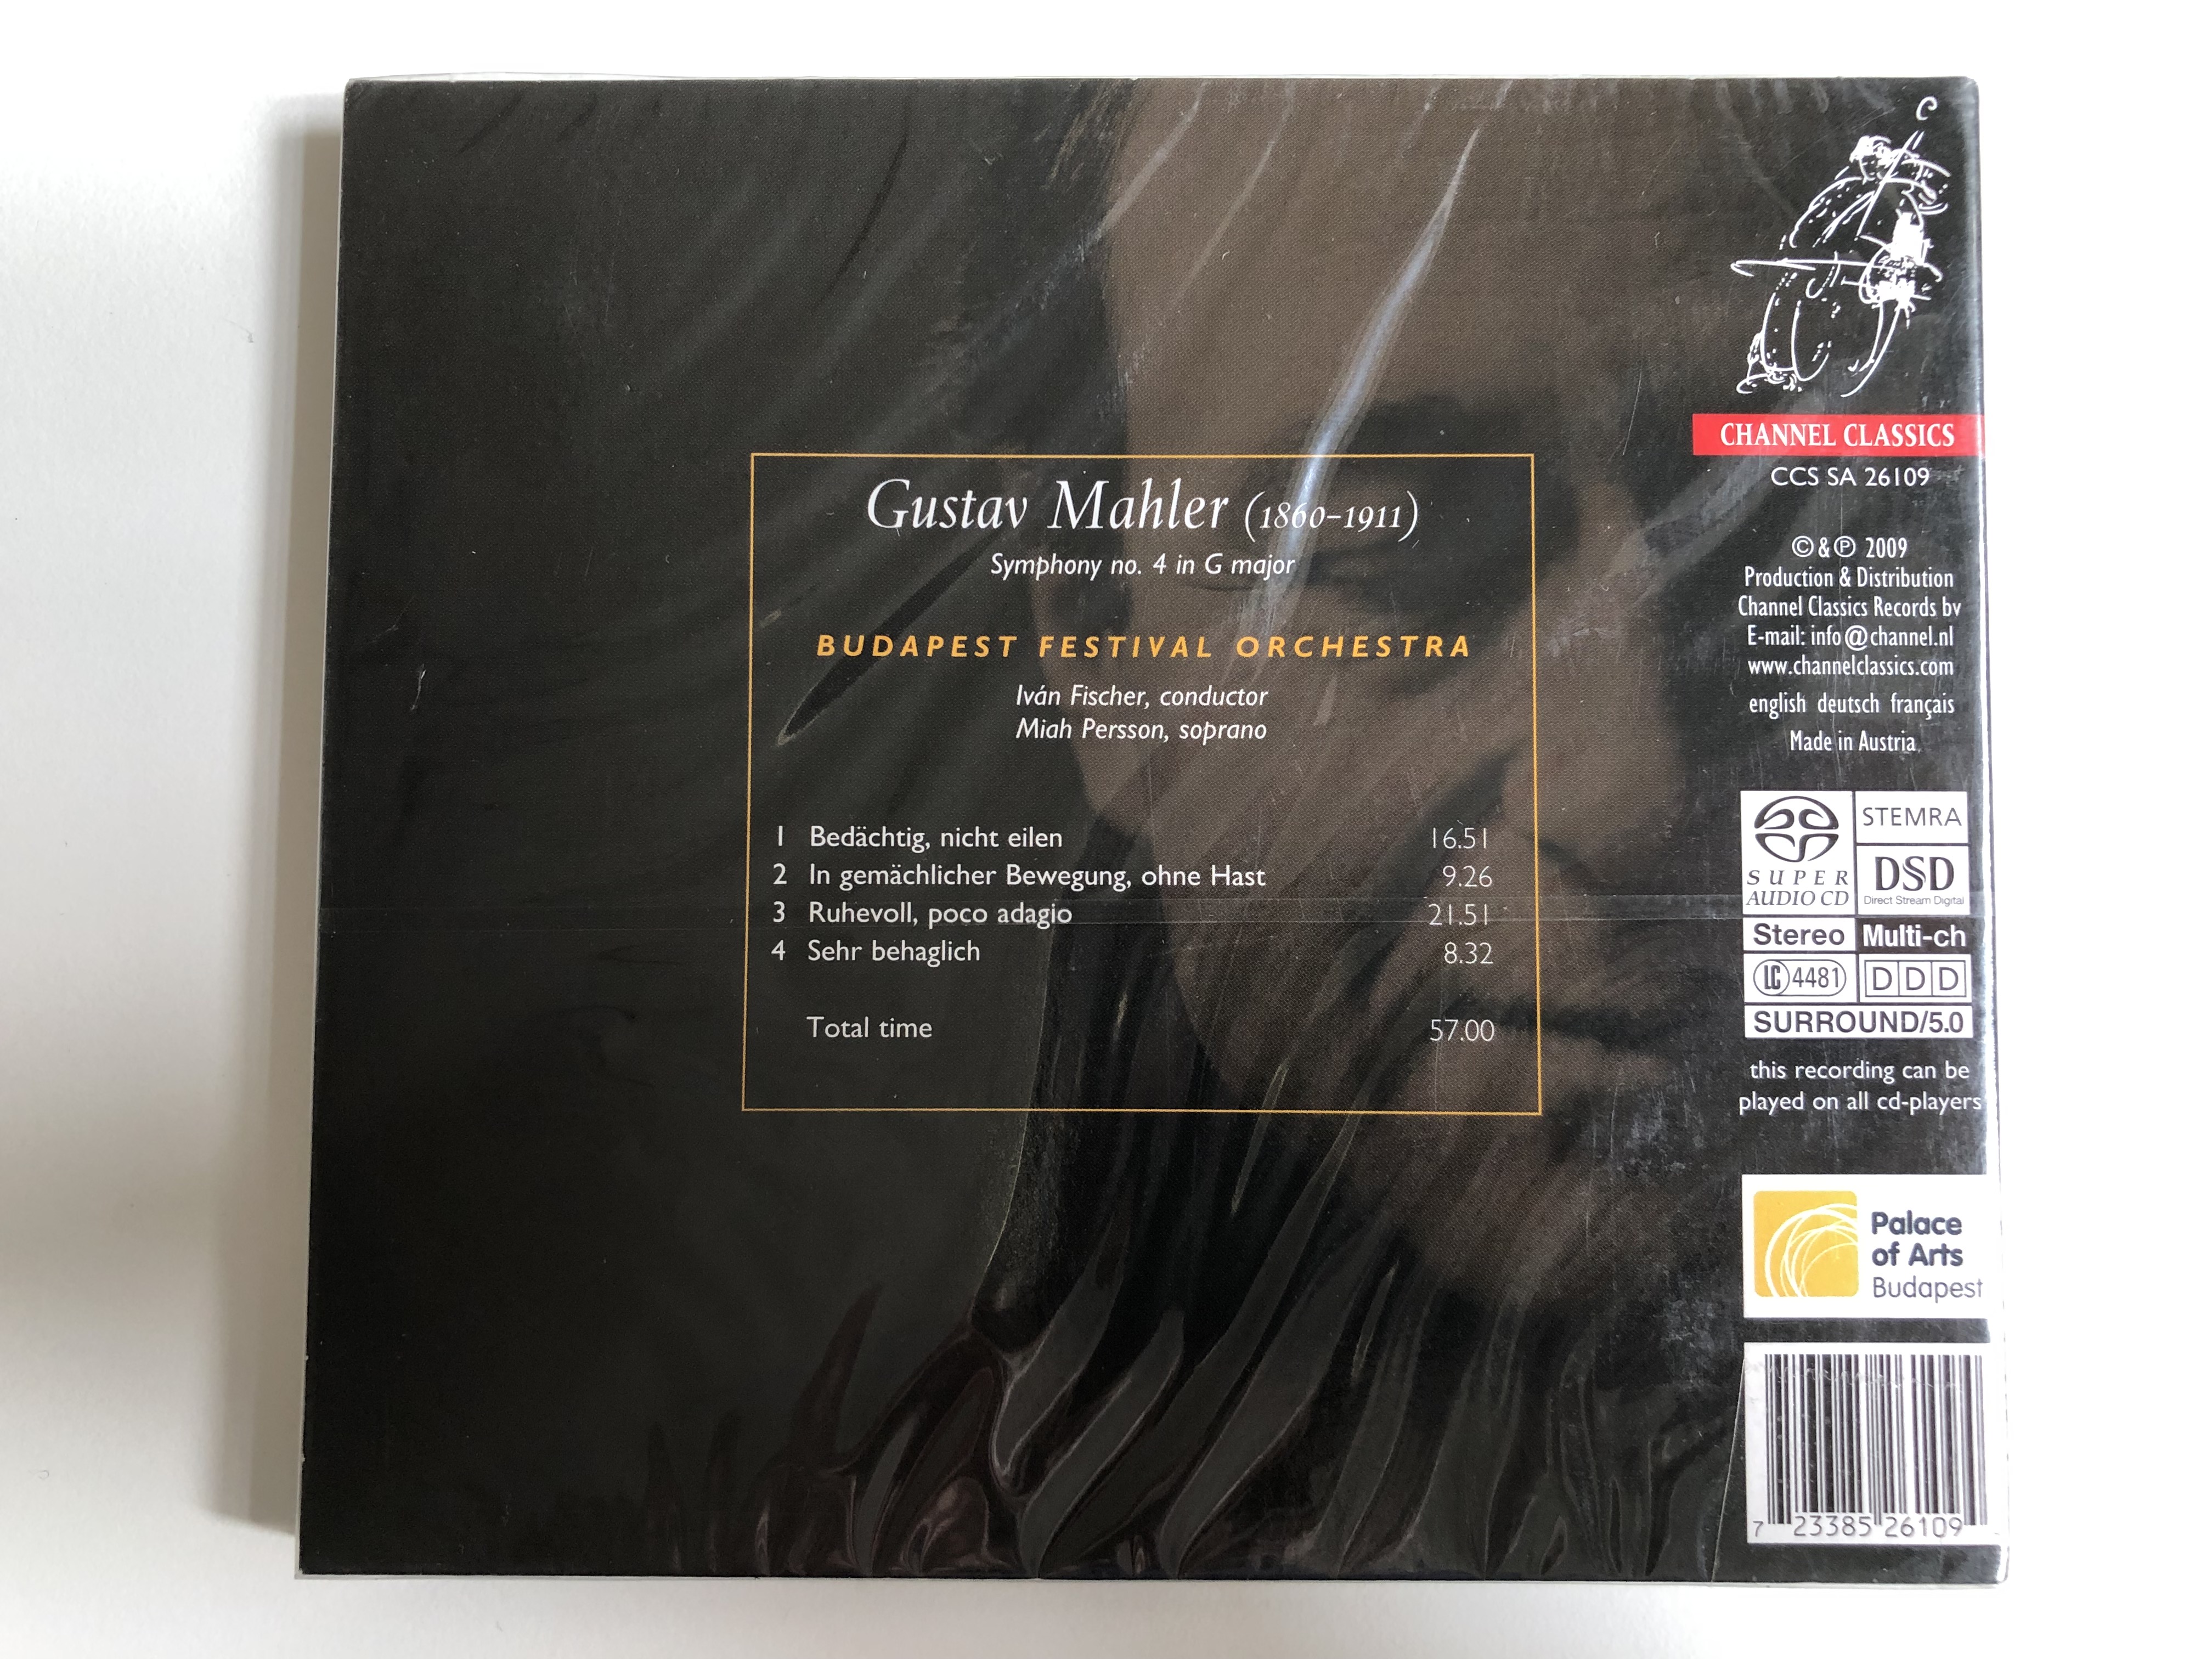 Gustav Mahler (1860–1911)
Symphony no. 4 in G major
BUDAPEST FESTIVAL ORCHESTRA
Iván Fischer, conductor
Miah Persson, soprano
1 Bedächtig, nicht eilen 16.51
2 In gemächlicher Bewegung, ohne Hast 9.26
3 Ruhevoll, poco adagio 21.51
4 Sehr behaglich 8.32
Total time 57.00
C
CHANNEL CLASSICS
CCS SA 26109
©&℗ 2009
Production & Distribution
Channel Classics Records bv
E-mail: info@channel.nl
www.channelclassics.com
english deutsch français
Made in Austria
SUPER
AUDIO CD
STEMRA
DSD
Direct Stream Digital
Stereo Multi-ch
LC 4481 DDD
SURROUND/5.0
this recording can be
played on all cd-players
Palace
of Arts
Budapest
7 23385 26109